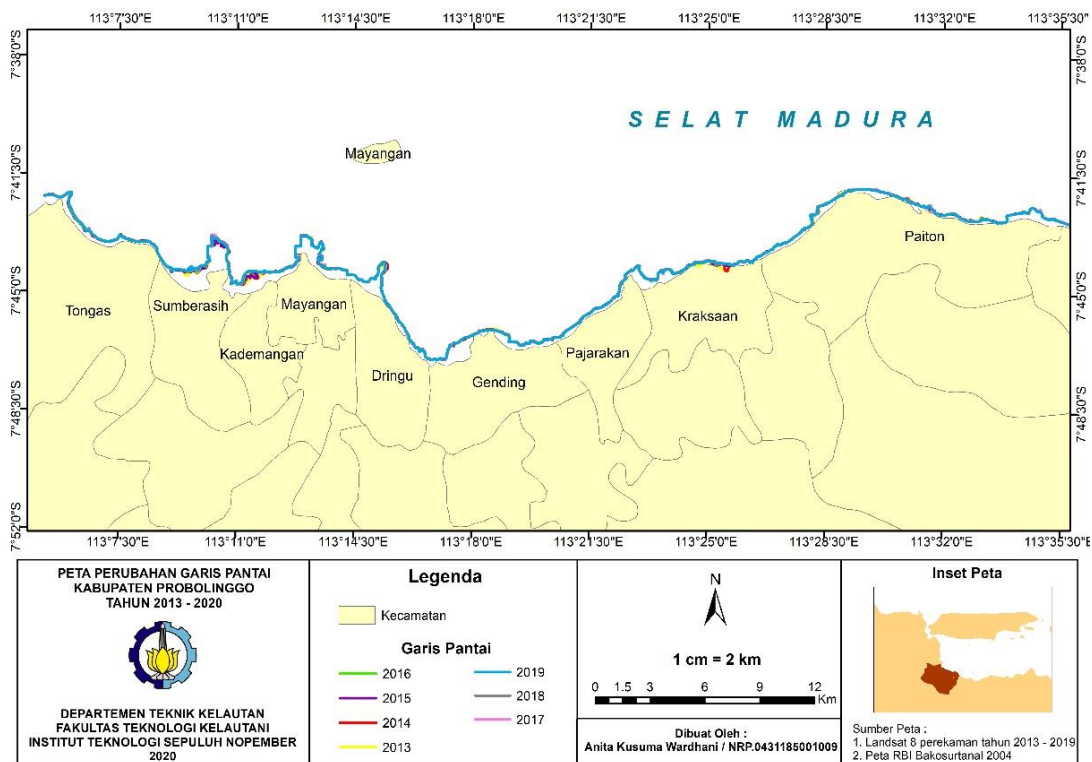 113°7'30"E 113°11'0"E 113°14'30"E 113°18'0"E 113°21'30"E 113°25'0"E 113°28'30"E 113°32'0"E 113°35'30"E
7°38'0"S 7°38'0"S
SELAT MADURA
Mayangan
7°41'30"S 7°41'30"S
Paiton
7°45'0"S 7°45'0"S
Tongas Sumberasih Mayangan Kraksaan
Kademangan Pajarakan
Dringu Gending
7°48'30"S 7°48'30"S
7°52'0"S 7°52'0"S
113°7'30"E 113°11'0"E 113°14'30"E 113°18'0"E 113°21'30"E 113°25'0"E 113°28'30"E 113°32'0"E 113°35'30"E
PETA PERUBAHAN GARIS PANTAI
KABUPATEN PROBOLINGGO
TAHUN 2013 - 2020
DEPARTEMEN TEKNIK KELAUTAN
FAKULTAS TEKNOLOGI KELAUTANI
INSTITUT TEKNOLOGI SEPULUH NOPEMBER
2020
Legenda
Kecamatan
Garis Pantai
2016 2019
2015 2018
2014 2017
2013
N
1 cm = 2 km
0 1.5 3 6 9 12
Km
Dibuat Oleh :
Anita Kusuma Wardhani / NRP.0431185001009
Inset Peta
Sumber Peta :
1. Landsat 8 perekaman tahun 2013 - 2019
2. Peta RBI Bakosurtanal 2004